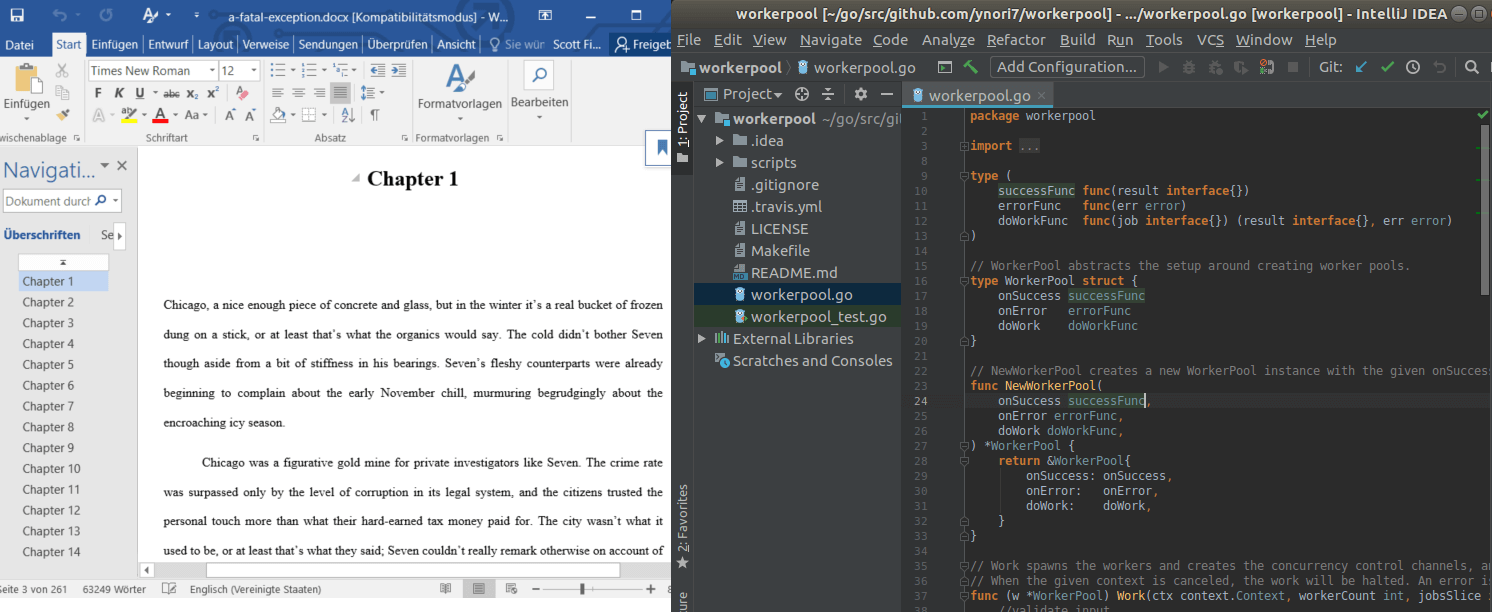 a-fatal-exception.docx [Kompatibilitätsmodus] - W...
Datei Start Einfügen Entwurf Layout Verweise Sendungen Überprüfen Ansicht Sie wür Scott Fi... Freigeb
Times New Roman 12
Einfügen
F K U abc x₂ x²
Aa
Formatvorlagen
Bearbeiten
wischenablage Schriftart Absatz Formatvorlagen
Navigati...
Dokument durch
Überschriften Se
Chapter 1
Chapter 2
Chapter 3
Chapter 4
Chapter 5
Chapter 6
Chapter 7
Chapter 8
Chapter 9
Chapter 10
Chapter 11
Chapter 12
Chapter 13
Chapter 14
Chapter 1
Chicago, a nice enough piece of concrete and glass, but in the winter it's a real bucket of frozen
dung on a stick, or at least that's what the organics would say. The cold didn't bother Seven
though aside from a bit of stiffness in his bearings. Seven's fleshy counterparts were already
beginning to complain about the early November chill, murmuring begrudgingly about the
encroaching icy season.
Chicago was a figurative gold mine for private investigators like Seven. The crime rate
was surpassed only by the level of corruption in its legal system, and the citizens trusted the
personal touch more than what their hard-earned tax money paid for. The city wasn't what it
used to be, or at least that's what they said; Seven couldn't really remark otherwise on account of
Seite 3 von 261 63249 Wörter Englisch (Vereinigte Staaten)
workerpool [~/go/src/github.com/ynori7/workerpool] - .../workerpool.go [workerpool] - IntelliJ IDEA
File Edit View Navigate Code Analyze Refactor Build Run Tools VCS Window Help
workerpool workerpool.go Add Configuration... Git:
1: Project
2: Favorites
Project
workerpool ~/go/src/gi
.idea
scripts
.gitignore
.travis.yml
LICENSE
Makefile
README.md
workerpool.go
workerpool_test.go
External Libraries
Scratches and Consoles
workerpool.go
1 package workerpool
2
3 import ...
8
9 type (
10 successFunc func(result interface{})
11 errorFunc func(err error)
12 doWorkFunc func(job interface{}) (result interface{}, err error)
13 )
14
15 // WorkerPool abstracts the setup around creating worker pools.
16 type WorkerPool struct {
17 onSuccess successFunc
18 onError errorFunc
19 doWork doWorkFunc
20 }
21
22 // NewWorkerPool creates a new WorkerPool instance with the given onSuccess
23 func NewWorkerPool(
24 onSuccess successFunc,
25 onError errorFunc,
26 doWork doWorkFunc,
27 ) *WorkerPool {
28 return &WorkerPool{
29 onSuccess: onSuccess,
30 onError: onError,
31 doWork: doWork,
32 }
33 }
34
35 // Work spawns the workers and creates the concurrency control channels, a
36 // When the given context is canceled, the work will be halted. An error i
37 func (w *WorkerPool) Work(ctx context.Context, workerCount int, jobsSlice
38 //validate input